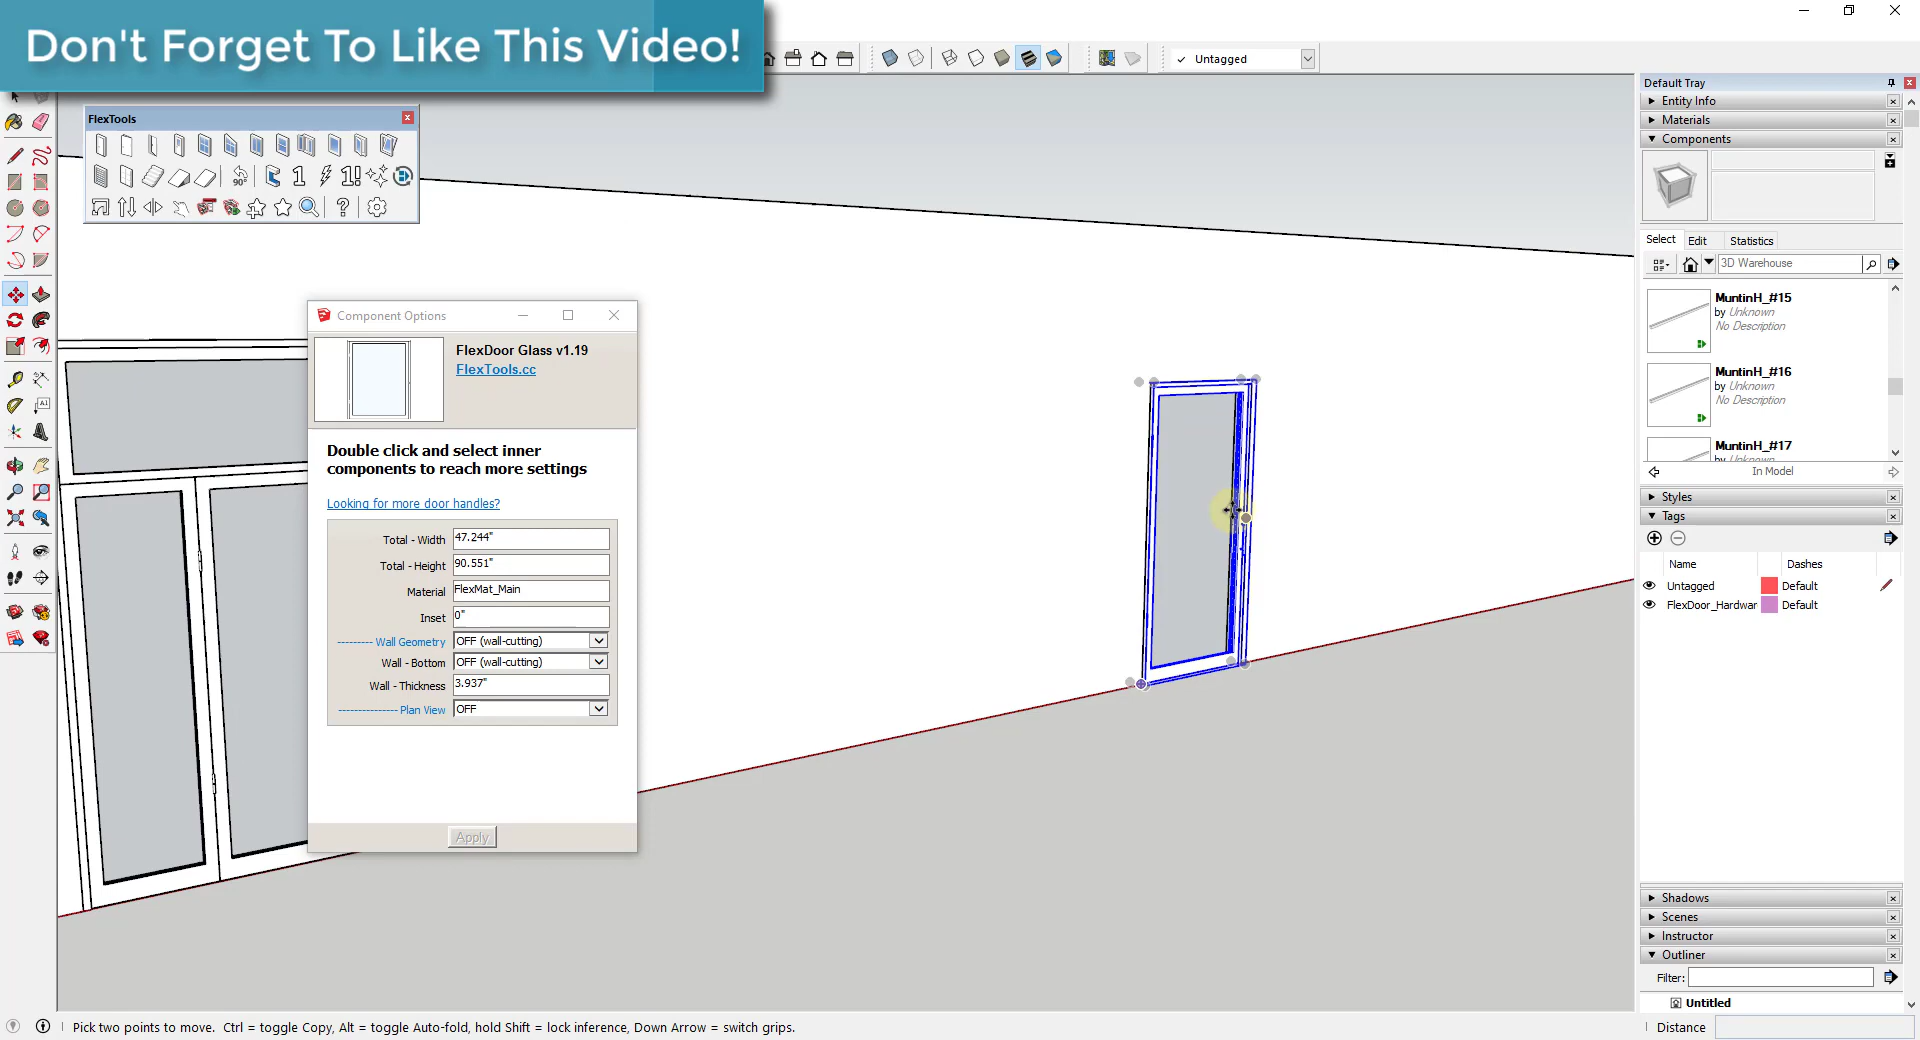 Don't Forget To Like This Video!
Untagged
FlexTools
Component Options
FlexDoor Glass v1.19
FlexTools.cc
Double click and select inner
components to reach more settings
Looking for more door handles?
Total - Width 47.244"
Total - Height 90.551"
Material FlexMat_Main
Inset 0"
--------- Wall Geometry OFF (wall-cutting)
Wall - Bottom OFF (wall-cutting)
Wall - Thickness 3.937"
--------------- Plan View OFF
Apply
Default Tray
Entity Info
Materials
Components
Select Edit Statistics
3D Warehouse
MuntinH_#15
by Unknown
No Description
MuntinH_#16
by Unknown
No Description
MuntinH_#17
by Unknown
In Model
Styles
Tags
Name Dashes
Untagged Default
FlexDoor_Hardwar Default
Shadows
Scenes
Instructor
Outliner
Filter:
Untitled
Pick two points to move. Ctrl = toggle Copy, Alt = toggle Auto-fold, hold Shift = lock inference, Down Arrow = switch grips.
Distance